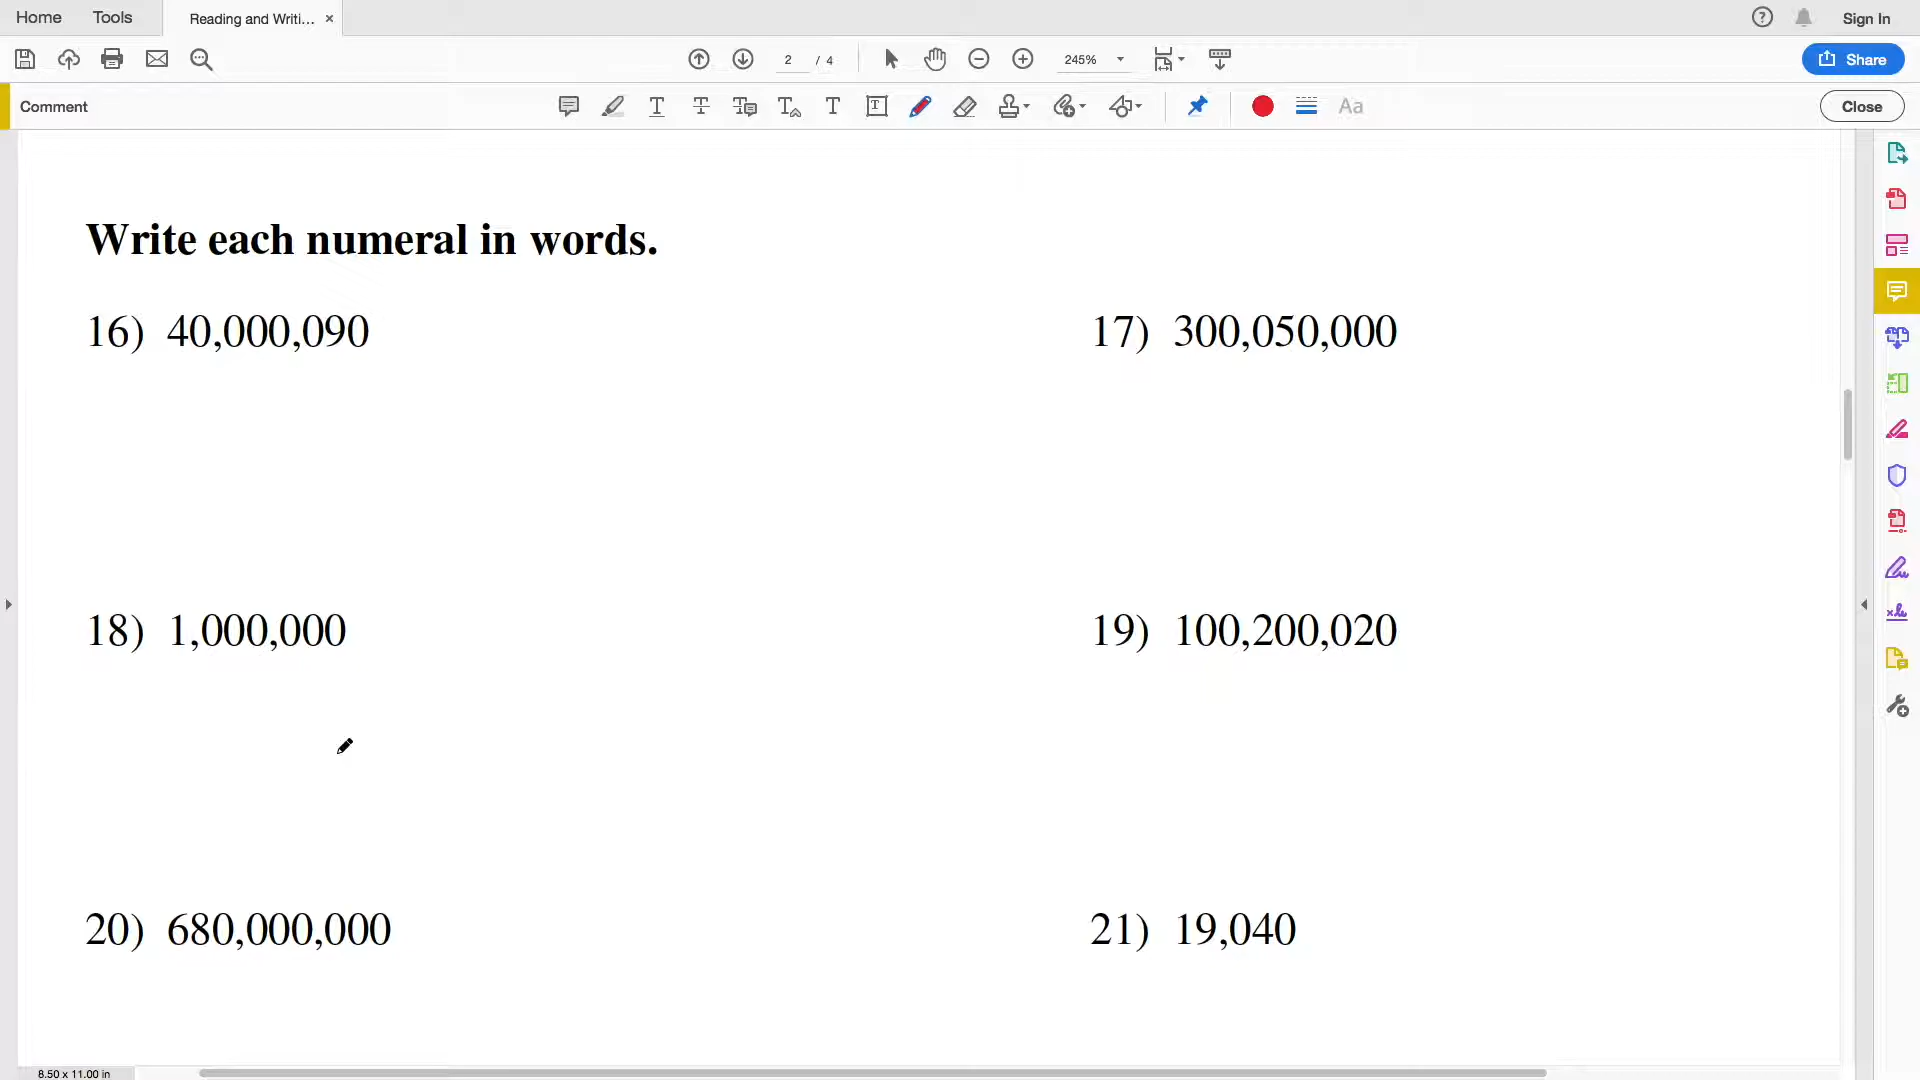 Home Tools Reading and Writi... × Sign In
2 / 4 245% Share
Comment Aa Close
Write each numeral in words.
16) 40,000,090 17) 300,050,000
18) 1,000,000 19) 100,200,020
20) 680,000,000 21) 19,040
8.50 x 11.00 in